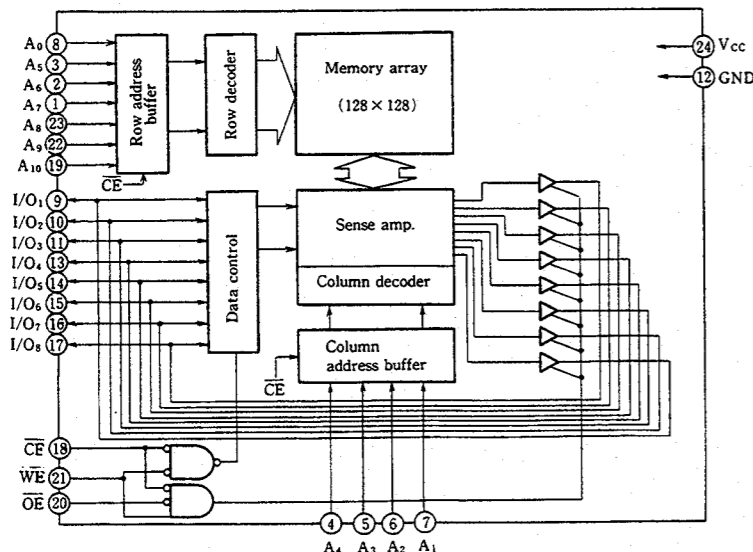 A0 8
A5 3
A6 2
A7 1
A8 23
A9 22
A10 19
Row address
buffer
CE
Row decoder
Memory array
(128 × 128)
24 Vcc
12 GND
I/O1 9
I/O2 10
I/O3 11
I/O4 13
I/O5 14
I/O6 15
I/O7 16
I/O8 17
Data control
Sense amp.
Column decoder
Column
address buffer
CE
CE 18
WE 21
OE 20
4 5 6 7
A4 A3 A2 A1